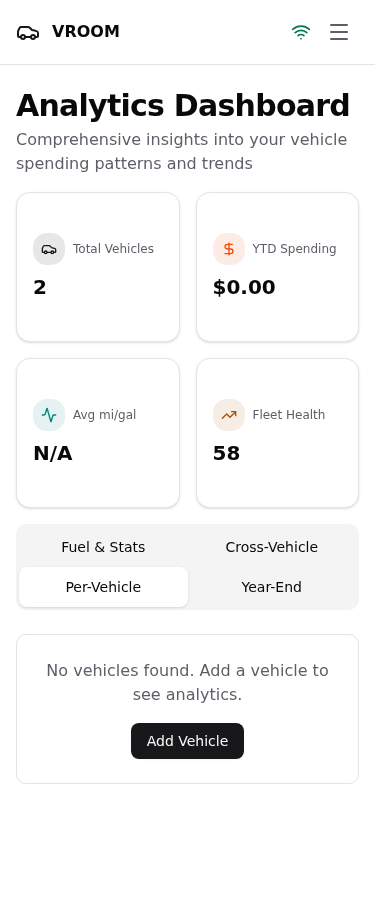 VROOM
Analytics Dashboard
Comprehensive insights into your vehicle
spending patterns and trends
Total Vehicles
2
YTD Spending
$0.00
Avg mi/gal
N/A
Fleet Health
58
Fuel & Stats
Cross-Vehicle
Per-Vehicle
Year-End
No vehicles found. Add a vehicle to
see analytics.
Add Vehicle